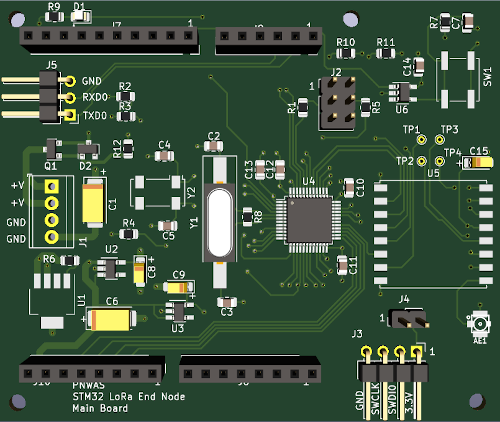 R9 D1
J7
J9
R7 C7
R10 R11
C14
SW1
J5
GND
RXD0
TXD0
R2
R3
J2
1
R1
R5
U6
TP1 TP3
TP2 TP4
C15
U5
Q1 D2
R12
C4
C2
C13
C12
U4
C10
+V
+V
GND
GND
J1
C1
Y2
Y1
R8
C5
R4
R6
U2
C8
C9
C11
U1
C6
U3
C3
J4
1
AE1
J3
1
1
1
J10
J8
GND
SWCLK
SWDIO
3.3V
PNWAS
STM32 LoRa End Node
Main Board